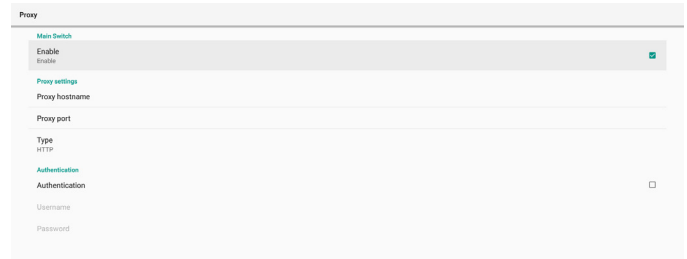 Proxy
Main Switch
Enable
Enable
Proxy settings
Proxy hostname
Proxy port
Type
HTTP
Authentication
Authentication
Username
Password